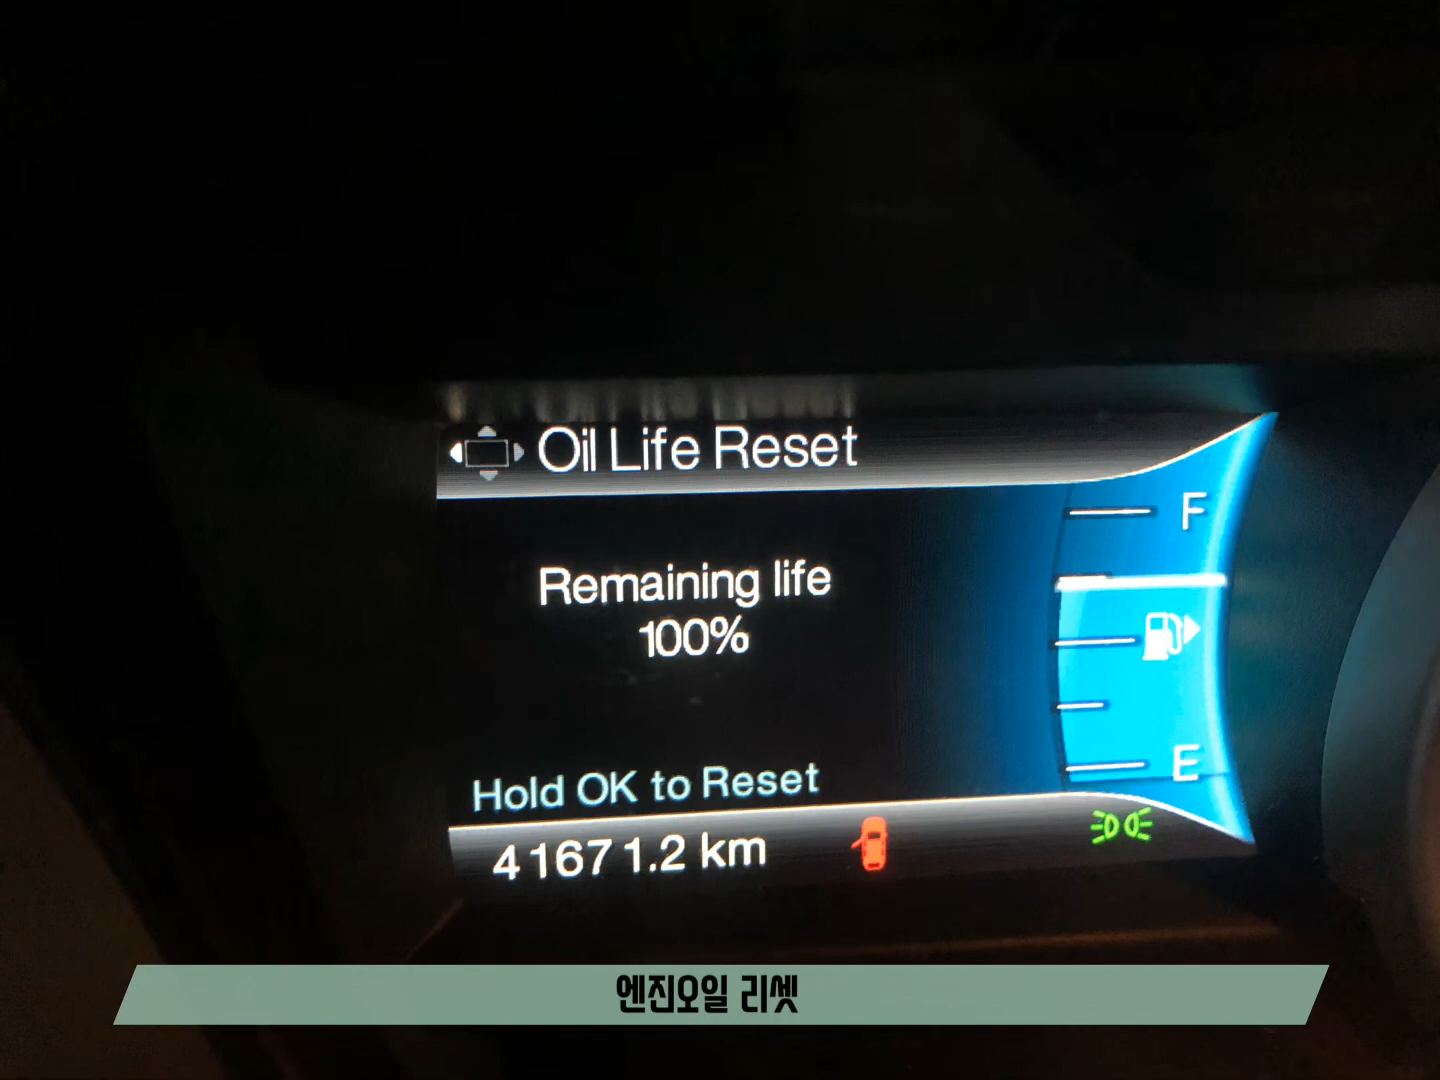 Oil Life Reset
F
Remaining life
100%
E
Hold OK to Reset
41671.2 km
엔진오일 리셋